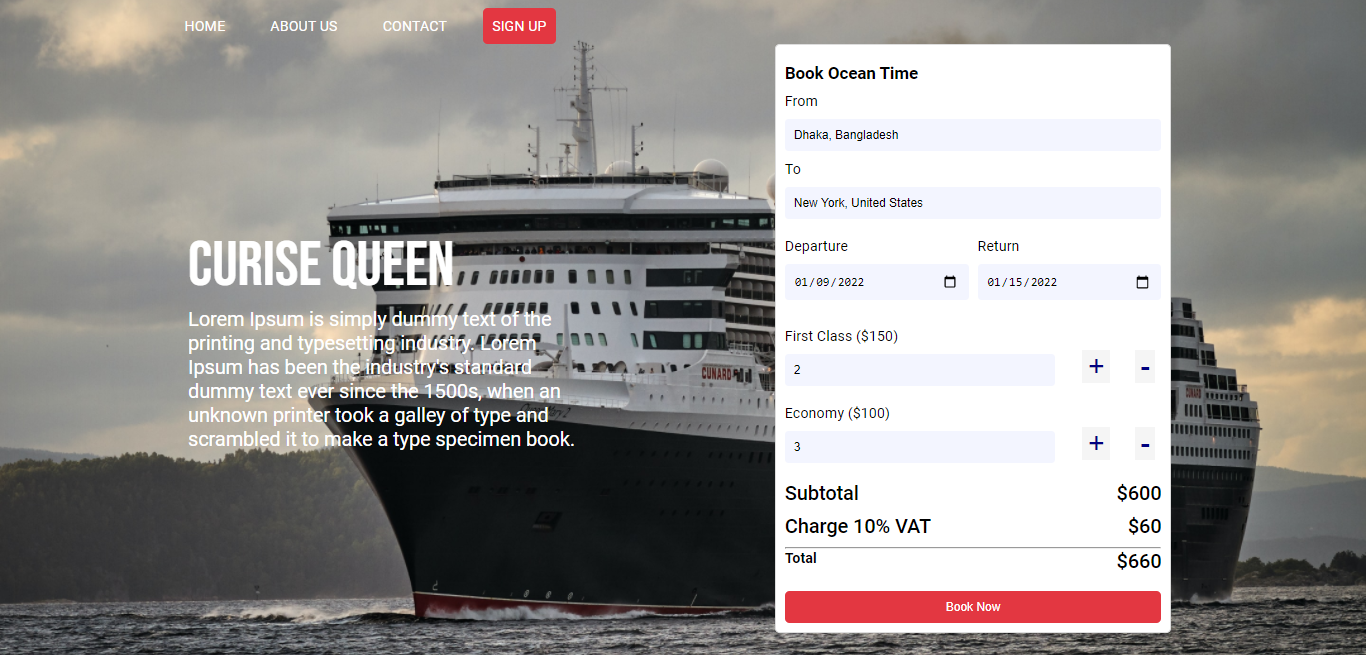 HOME ABOUT US CONTACT SIGN UP
CURISE QUEEN
Lorem Ipsum is simply dummy text of the
printing and typesetting industry. Lorem
Ipsum has been the industry's standard
dummy text ever since the 1500s, when an
unknown printer took a galley of type and
scrambled it to make a type specimen book.
Book Ocean Time
From
Dhaka, Bangladesh
To
New York, United States
Departure Return
01/09/2022 01/15/2022
First Class ($150)
2 + -
Economy ($100)
3 + -
Subtotal $600
Charge 10% VAT $60
Total $660
Book Now
CUNARD
CUNARD